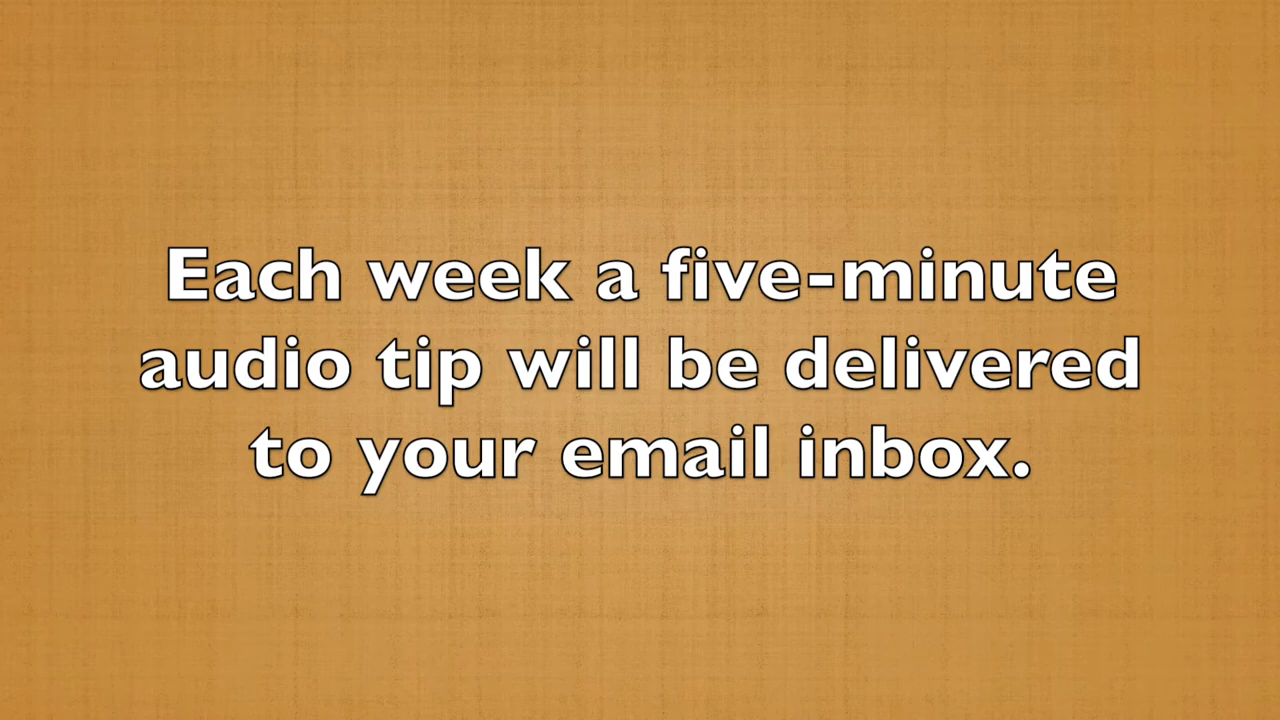 Each week a five-minute
audio tip will be delivered
to your email inbox.